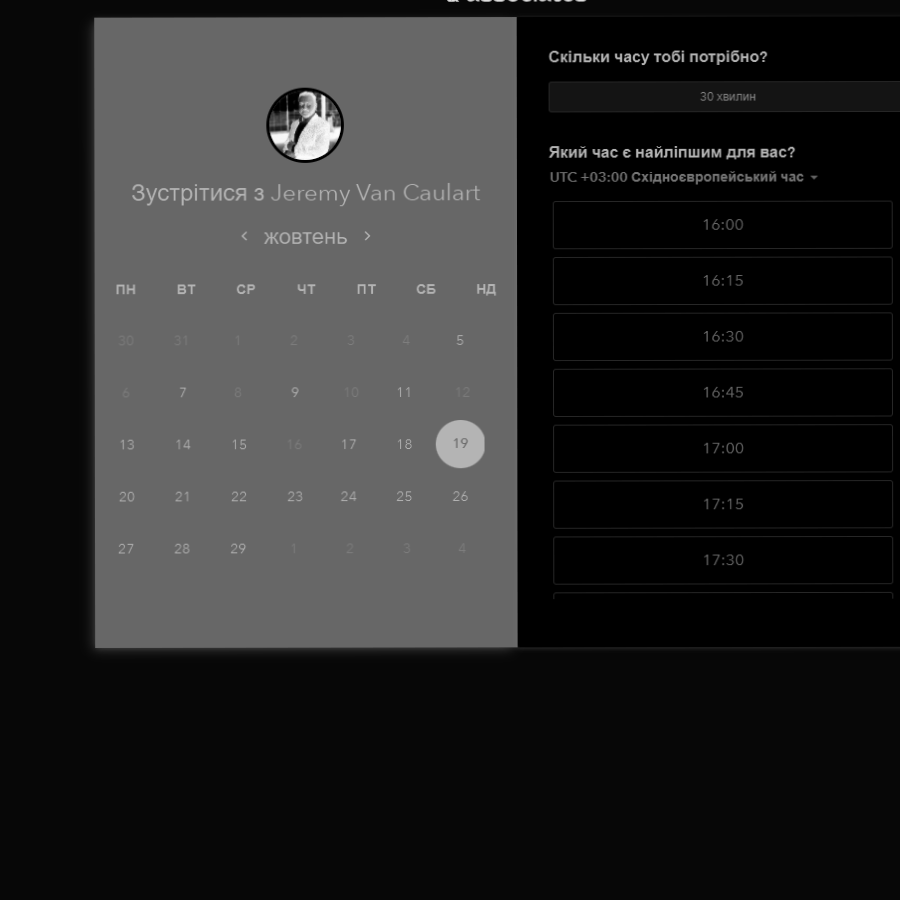 & associates
Зустрітися з Jeremy Van Caulart
жовтень
ПН ВТ СР ЧТ ПТ СБ НД
30 31 1 2 3 4 5
6 7 8 9 10 11 12
13 14 15 16 17 18 19
20 21 22 23 24 25 26
27 28 29 1 2 3 4
Скільки часу тобі потрібно?
30 хвилин
Який час є найліпшим для вас?
UTC +03:00 Східноєвропейський час
16:00
16:15
16:30
16:45
17:00
17:15
17:30